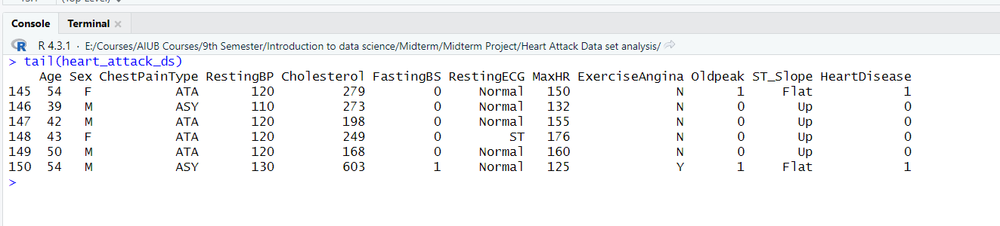 (Top Level)
Console Terminal
R 4.3.1 · E:/Courses/AIUB Courses/9th Semester/Introduction to data science/Midterm/Midterm Project/Heart Attack Data set analysis/
> tail(heart_attack_ds)
Age Sex ChestPainType RestingBP Cholesterol FastingBS RestingECG MaxHR ExerciseAngina Oldpeak ST_Slope HeartDisease
145 54 F ATA 120 279 0 Normal 150 N 1 Flat 1
146 39 M ASY 110 273 0 Normal 132 N 0 Up 0
147 42 M ATA 120 198 0 Normal 155 N 0 Up 0
148 43 F ATA 120 249 0 ST 176 N 0 Up 0
149 50 M ATA 120 168 0 Normal 160 N 0 Up 0
150 54 M ASY 130 603 1 Normal 125 Y 1 Flat 1
>